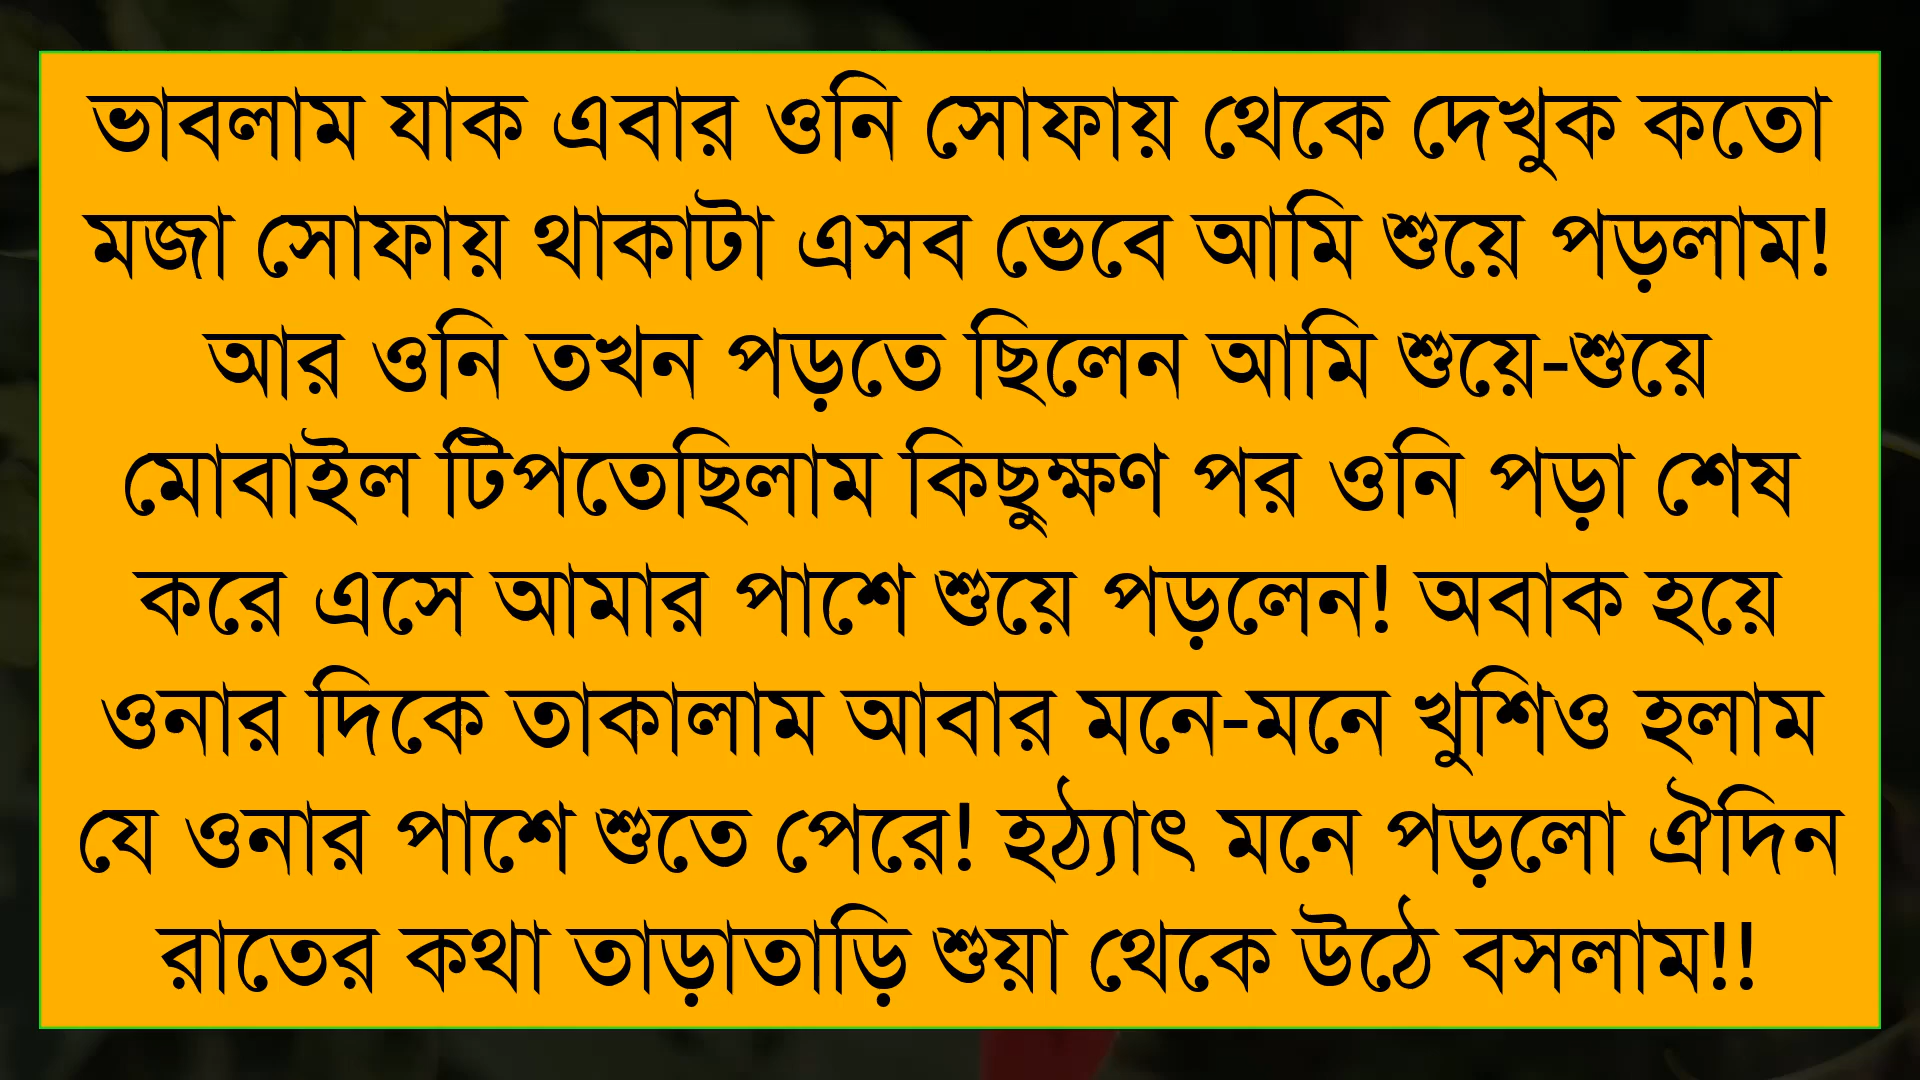 ভাবলাম যাক এবার ওনি সোফায় থেকে দেখুক কতো
মজা সোফায় থাকাটা এসব ভেবে আমি শুয়ে পড়লাম!
আর ওনি তখন পড়তে ছিলেন আমি শুয়ে-শুয়ে
মোবাইল টিপতেছিলাম কিছুক্ষণ পর ওনি পড়া শেষ
করে এসে আমার পাশে শুয়ে পড়লেন! অবাক হয়ে
ওনার দিকে তাকালাম আবার মনে-মনে খুশিও হলাম
যে ওনার পাশে শুতে পেরে! হঠ্যাৎ মনে পড়লো ঐদিন
রাতের কথা তাড়াতাড়ি শুয়া থেকে উঠে বসলাম!!